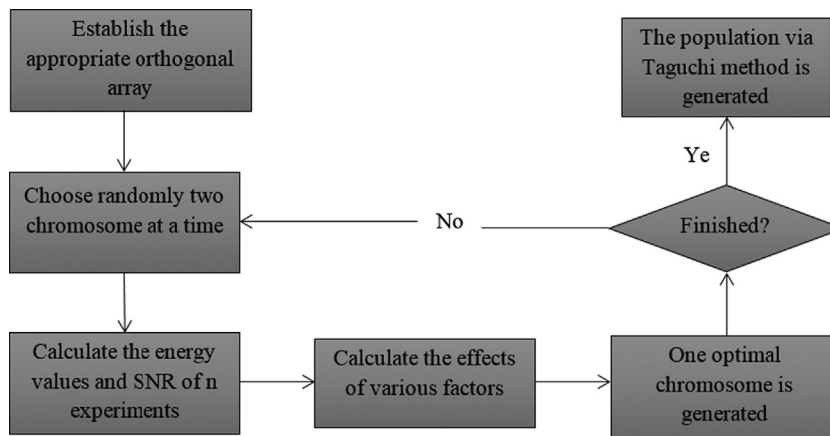 Establish the
appropriate orthogonal
array
Choose randomly two
chromosome at a time
Calculate the energy
values and SNR of n
experiments
Calculate the effects
of various factors
One optimal
chromosome is
generated
Finished?
No
Ye
The population via
Taguchi method is
generated